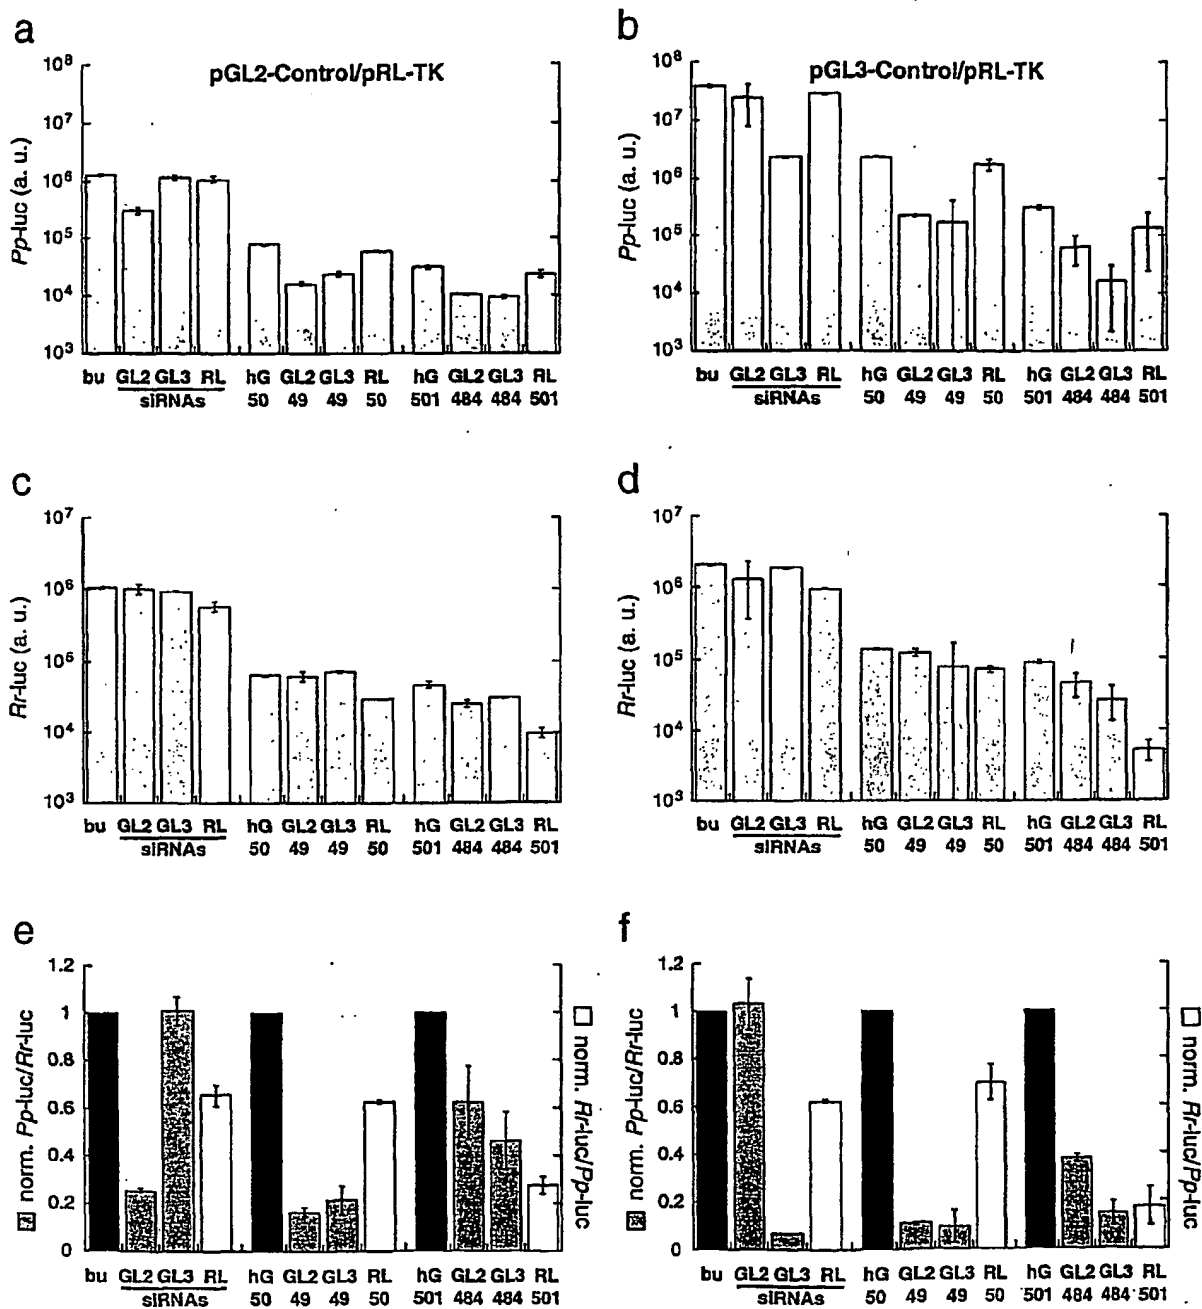 a
pGL2-Control/pRL-TK
Pp-luc (a. u.)
10⁸
10⁷
10⁶
10⁵
10⁴
10³
bu GL2 GL3 RL hG GL2 GL3 RL hG GL2 GL3 RL
siRNAs 50 49 49 50 501 484 484 501
b
pGL3-Control/pRL-TK
Pp-luc (a. u.)
10⁸
10⁷
10⁶
10⁵
10⁴
10³
bu GL2 GL3 RL hG GL2 GL3 RL hG GL2 GL3 RL
siRNAs 50 49 49 50 501 484 484 501
c
Rr-luc (a. u.)
10⁷
10⁶
10⁵
10⁴
10³
bu GL2 GL3 RL hG GL2 GL3 RL hG GL2 GL3 RL
siRNAs 50 49 49 50 501 484 484 501
d
Rr-luc (a. u.)
10⁷
10⁶
10⁵
10⁴
10³
bu GL2 GL3 RL hG GL2 GL3 RL hG GL2 GL3 RL
siRNAs 50 49 49 50 501 484 484 501
e
norm. Pp-luc/Rr-luc
1.2
1
0.8
0.6
0.4
0.2
0
norm. Rr-luc/Pp-luc
bu GL2 GL3 RL hG GL2 GL3 RL hG GL2 GL3 RL
siRNAs 50 49 49 50 501 484 484 501
f
norm. Pp-luc/Rr-luc
1.2
1
0.8
0.6
0.4
0.2
0
norm. Rr-luc/Pp-luc
bu GL2 GL3 RL hG GL2 GL3 RL hG GL2 GL3 RL
siRNAs 50 49 49 50 501 484 484 501